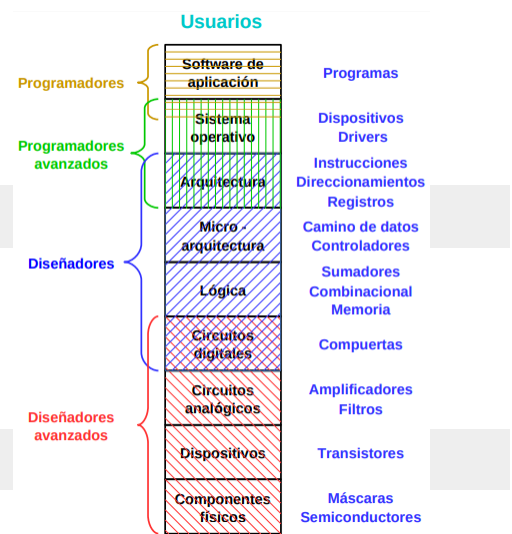 Usuarios
Programadores
Programadores
avanzados
Diseñadores
Diseñadores
avanzados
Software de
aplicación
Sistema
operativo
Arquitectura
Micro -
arquitectura
Lógica
Circuitos
digitales
Circuitos
analógicos
Dispositivos
Componentes
físicos
Programas
Dispositivos
Drivers
Instrucciones
Direccionamientos
Registros
Camino de datos
Controladores
Sumadores
Combinacional
Memoria
Compuertas
Amplificadores
Filtros
Transistores
Máscaras
Semiconductores